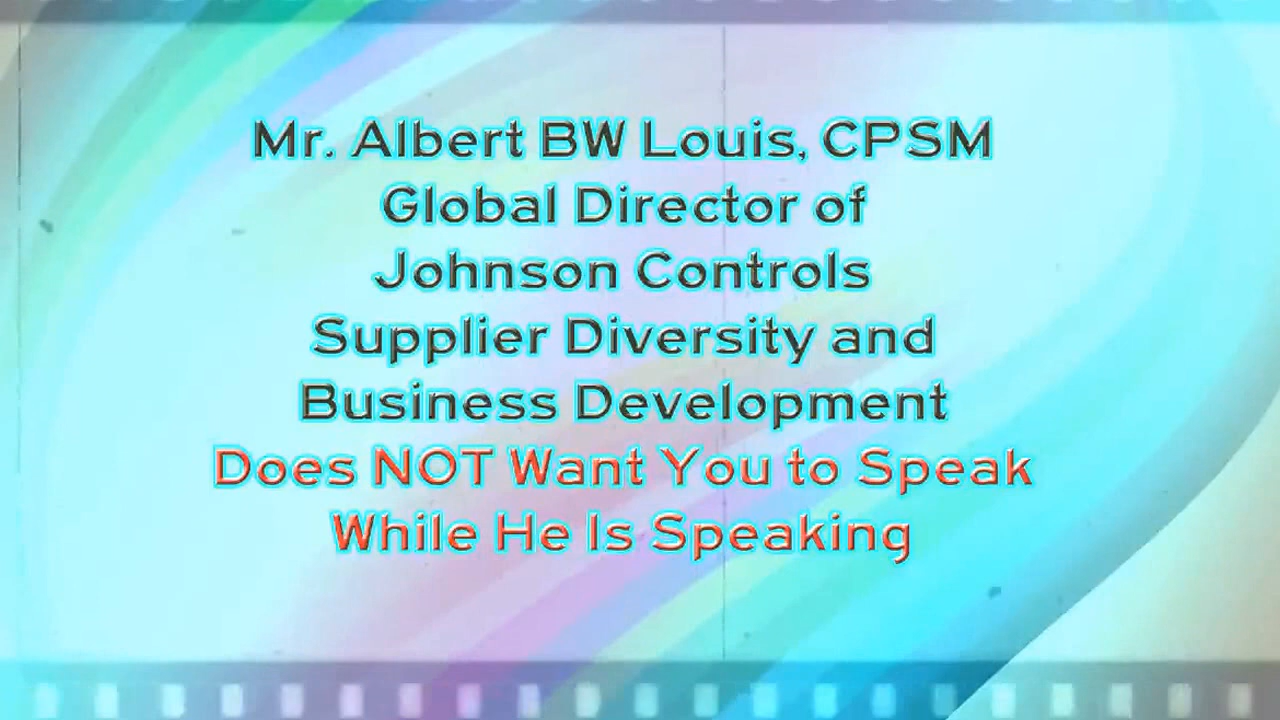 Mr. Albert BW Louis, CPSM
Global Director of
Johnson Controls
Supplier Diversity and
Business Development
Does NOT Want You to Speak
While He Is Speaking